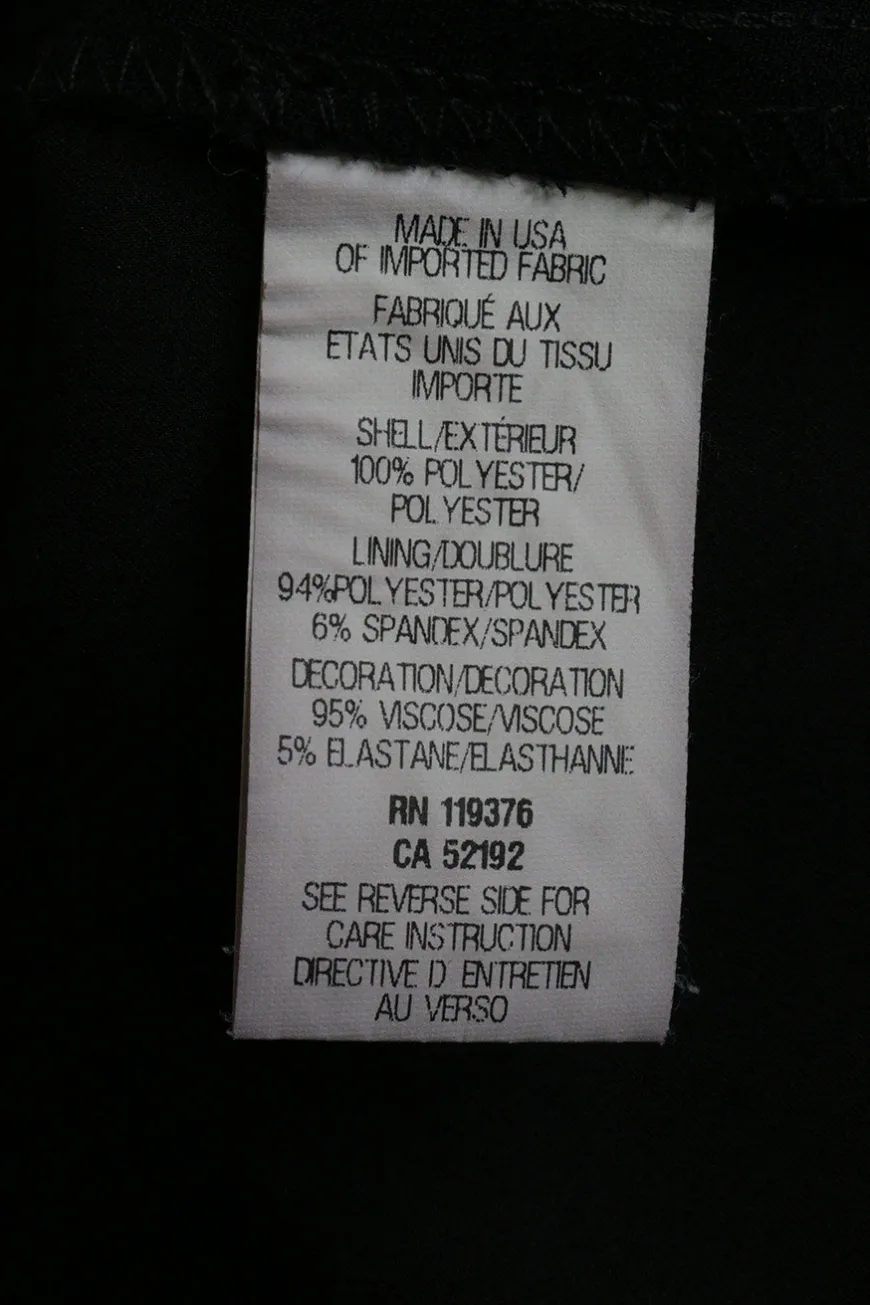 MADE IN USA
OF IMPORTED FABRIC
FABRIQUÉ AUX
ETATS UNIS DU TISSU
IMPORTE
SHELL/EXTÉRIEUR
100% POLYESTER/
POLYESTER
LINING/DOUBLURE
94%POLYESTER/POLYESTER
6% SPANDEX/SPANDEX
DECORATION/DECORATION
95% VISCOSE/VISCOSE
5% ELASTANE/ELASTHANNE
RN 119376
CA 52192
SEE REVERSE SIDE FOR
CARE INSTRUCTION
DIRECTIVE D' ENTRETIEN
AU VERSO